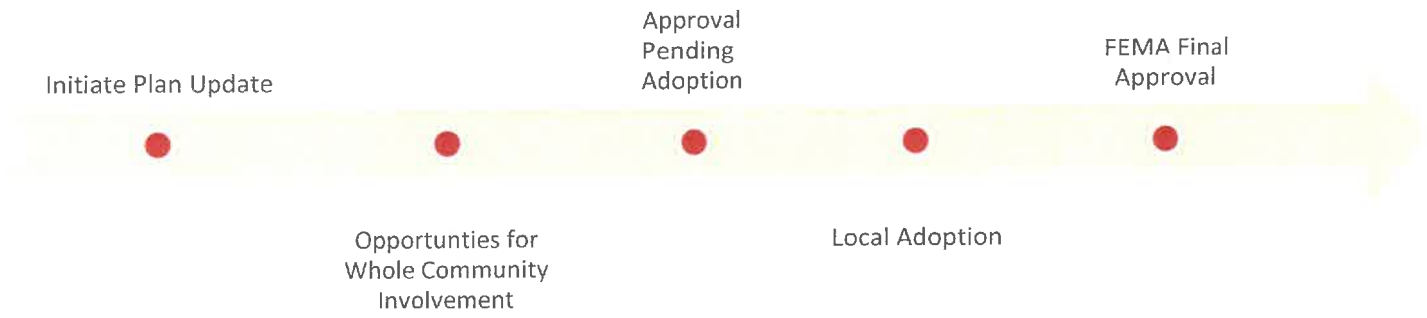 Initiate Plan Update
Opportunties for
Whole Community
Involvement
Approval
Pending
Adoption
Local Adoption
FEMA Final
Approval